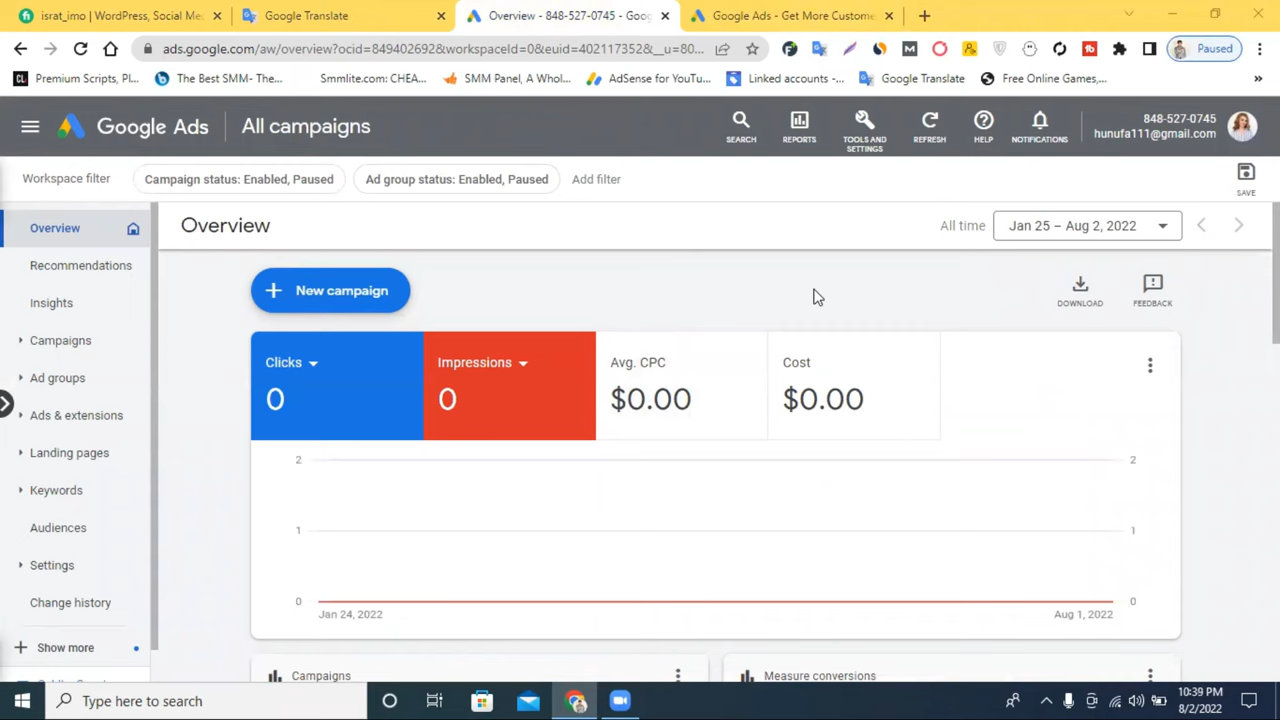 israt_imo | WordPress, Social Me
Google Translate
Overview - 848-527-0745 - Goog
Google Ads - Get More Custome
ads.google.com/aw/overview?ocid=849402692&workspaceId=0&euid=402117352&__u=80...
Paused
Premium Scripts, Pl...
The Best SMM- The...
Smmlite.com: CHEA...
SMM Panel, A Whol...
AdSense for YouTu...
Linked accounts -...
Google Translate
Free Online Games,...
Google Ads
All campaigns
SEARCH
REPORTS
TOOLS AND SETTINGS
REFRESH
HELP
NOTIFICATIONS
848-527-0745
hunufa111@gmail.com
Workspace filter
Campaign status: Enabled, Paused
Ad group status: Enabled, Paused
Add filter
SAVE
Overview
Recommendations
Insights
Campaigns
Ad groups
Ads & extensions
Landing pages
Keywords
Audiences
Settings
Change history
Show more
Overview
All time
Jan 25 – Aug 2, 2022
New campaign
DOWNLOAD
FEEDBACK
Clicks
0
Impressions
0
Avg. CPC
$0.00
Cost
$0.00
2
2
1
1
0
0
Jan 24, 2022
Aug 1, 2022
Campaigns
Measure conversions
Type here to search
10:39 PM
8/2/2022